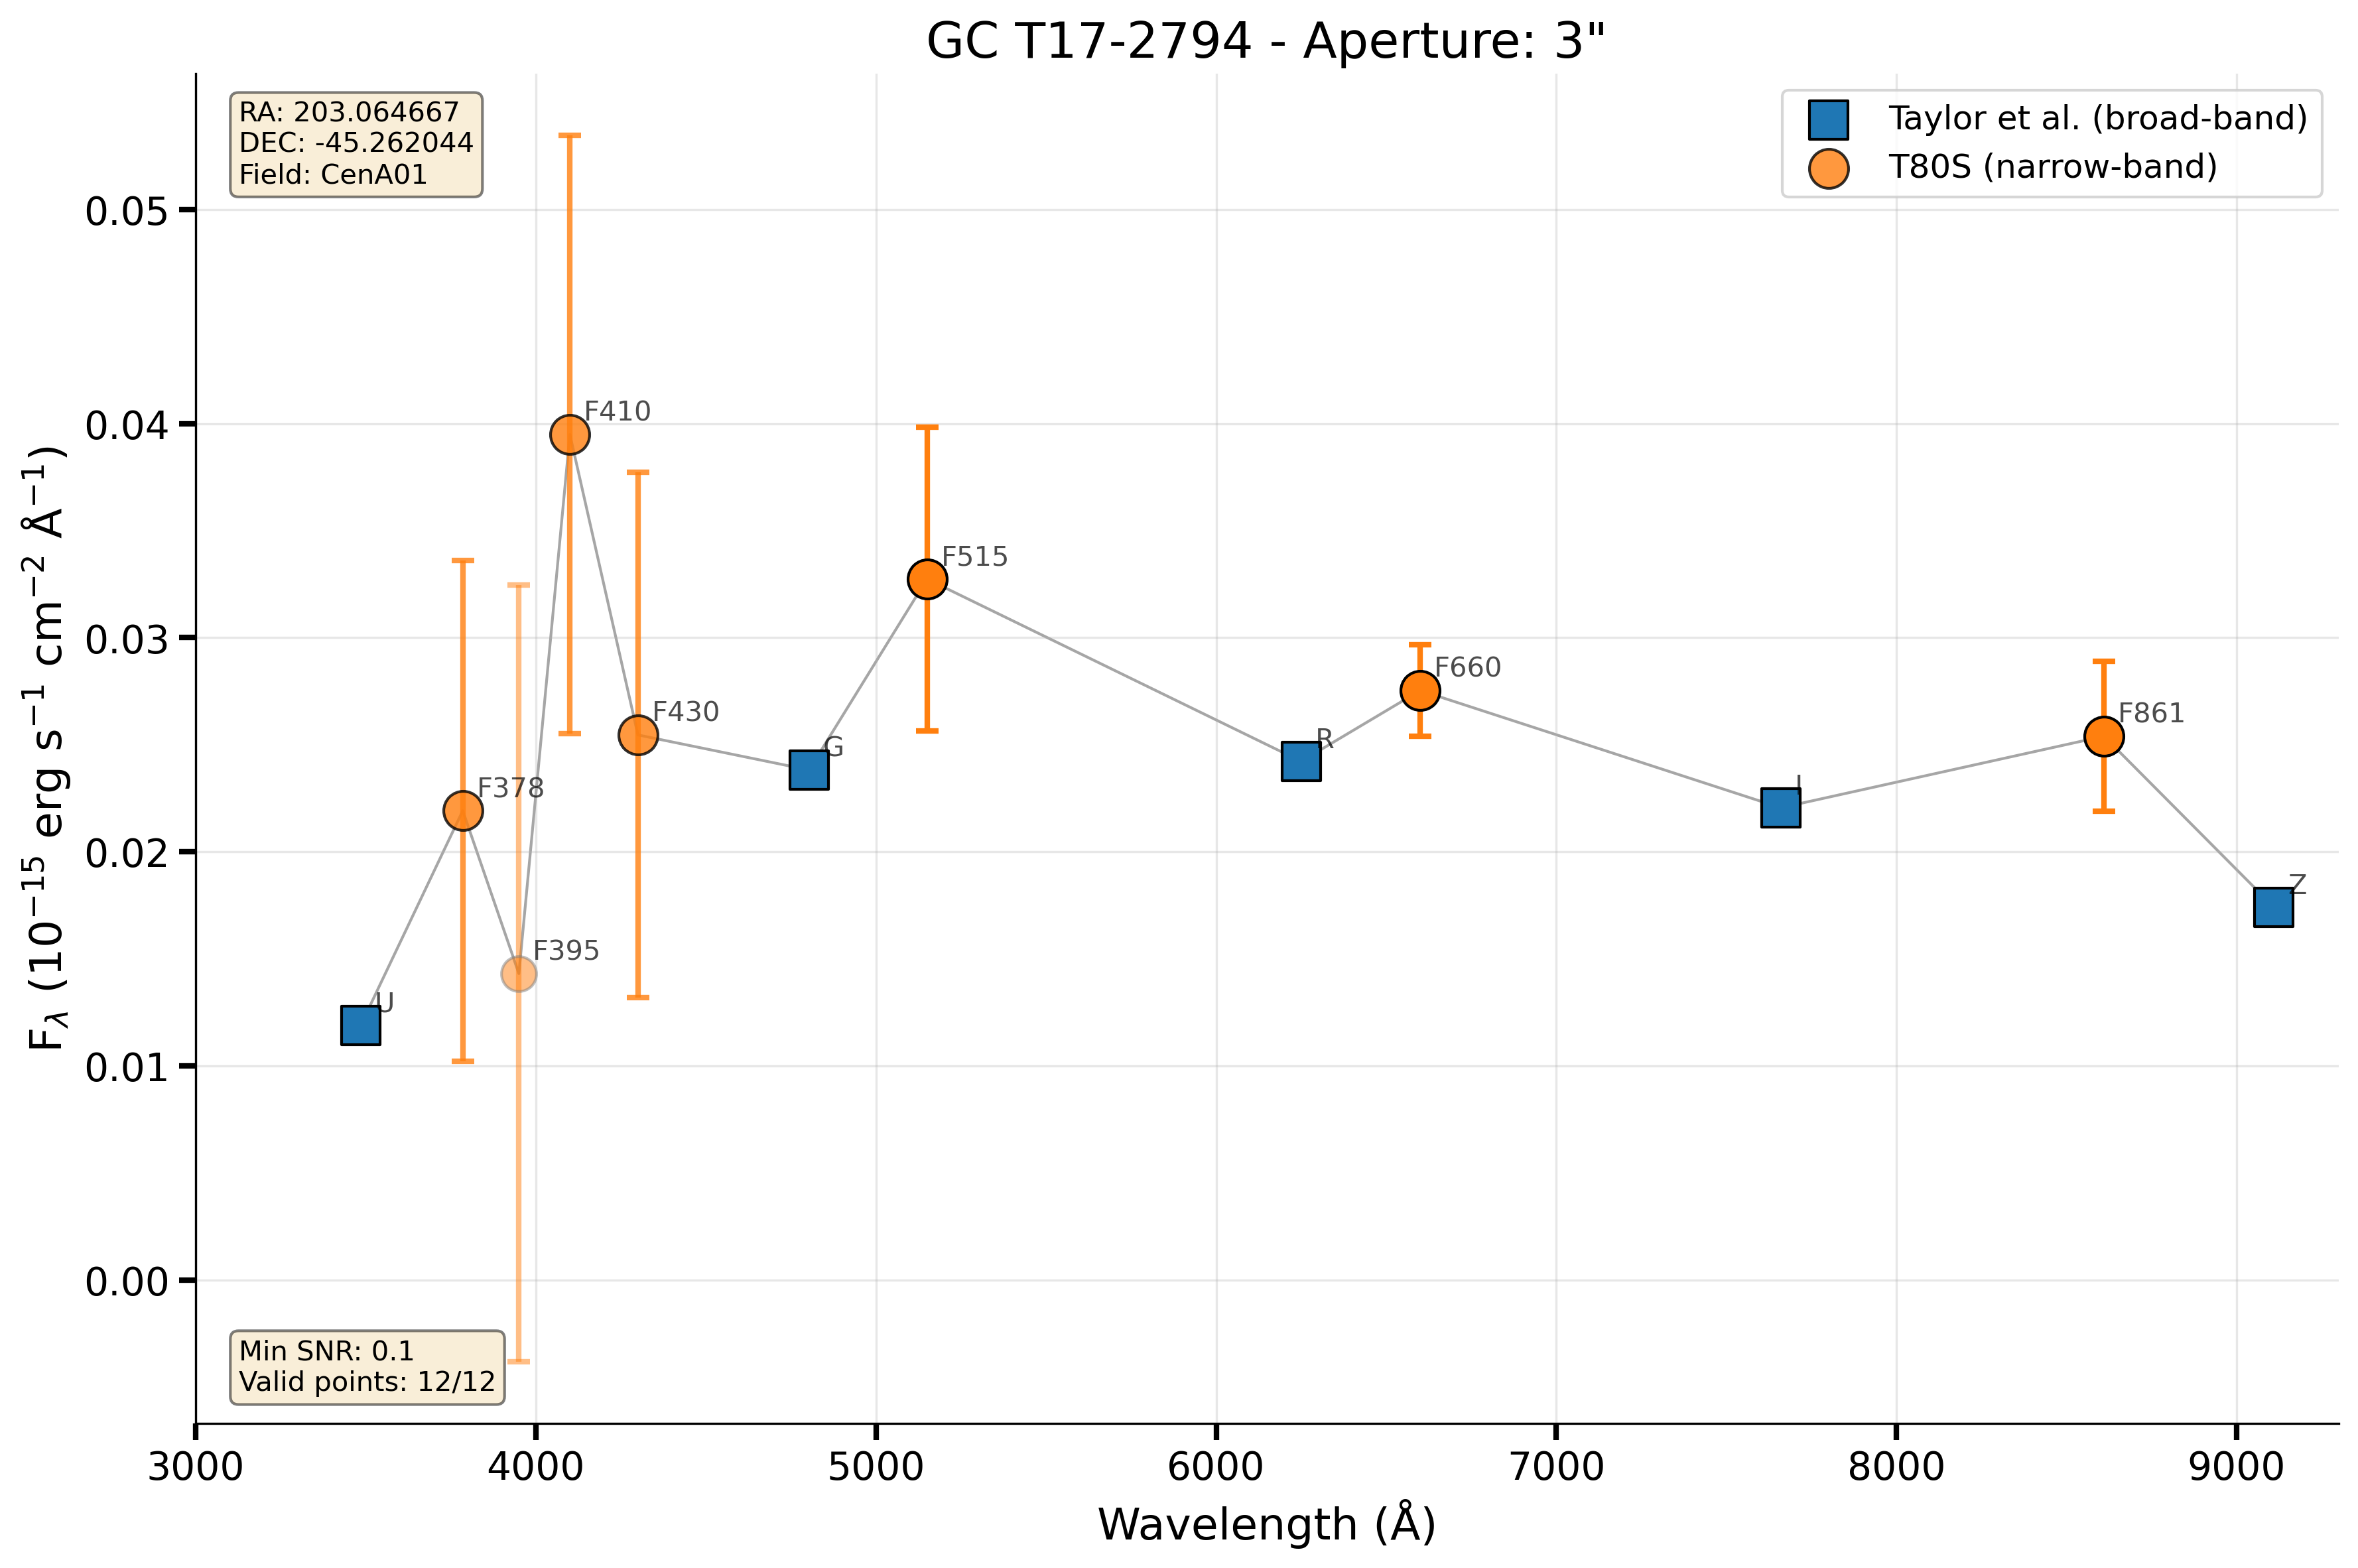 GC T17-2794 - Aperture: 3"
RA: 203.064667
DEC: -45.262044
Field: CenA01
Taylor et al. (broad-band)
T80S (narrow-band)
0.05
0.04
0.03
0.02
0.01
0.00
F$_{\lambda}$ (10$^{-15}$ erg s$^{-1}$ cm$^{-2}$ Å$^{-1}$)
U
F378
F395
F410
F430
G
F515
R
F660
I
F861
Z
Min SNR: 0.1
Valid points: 12/12
3000 4000 5000 6000 7000 8000 9000
Wavelength (Å)